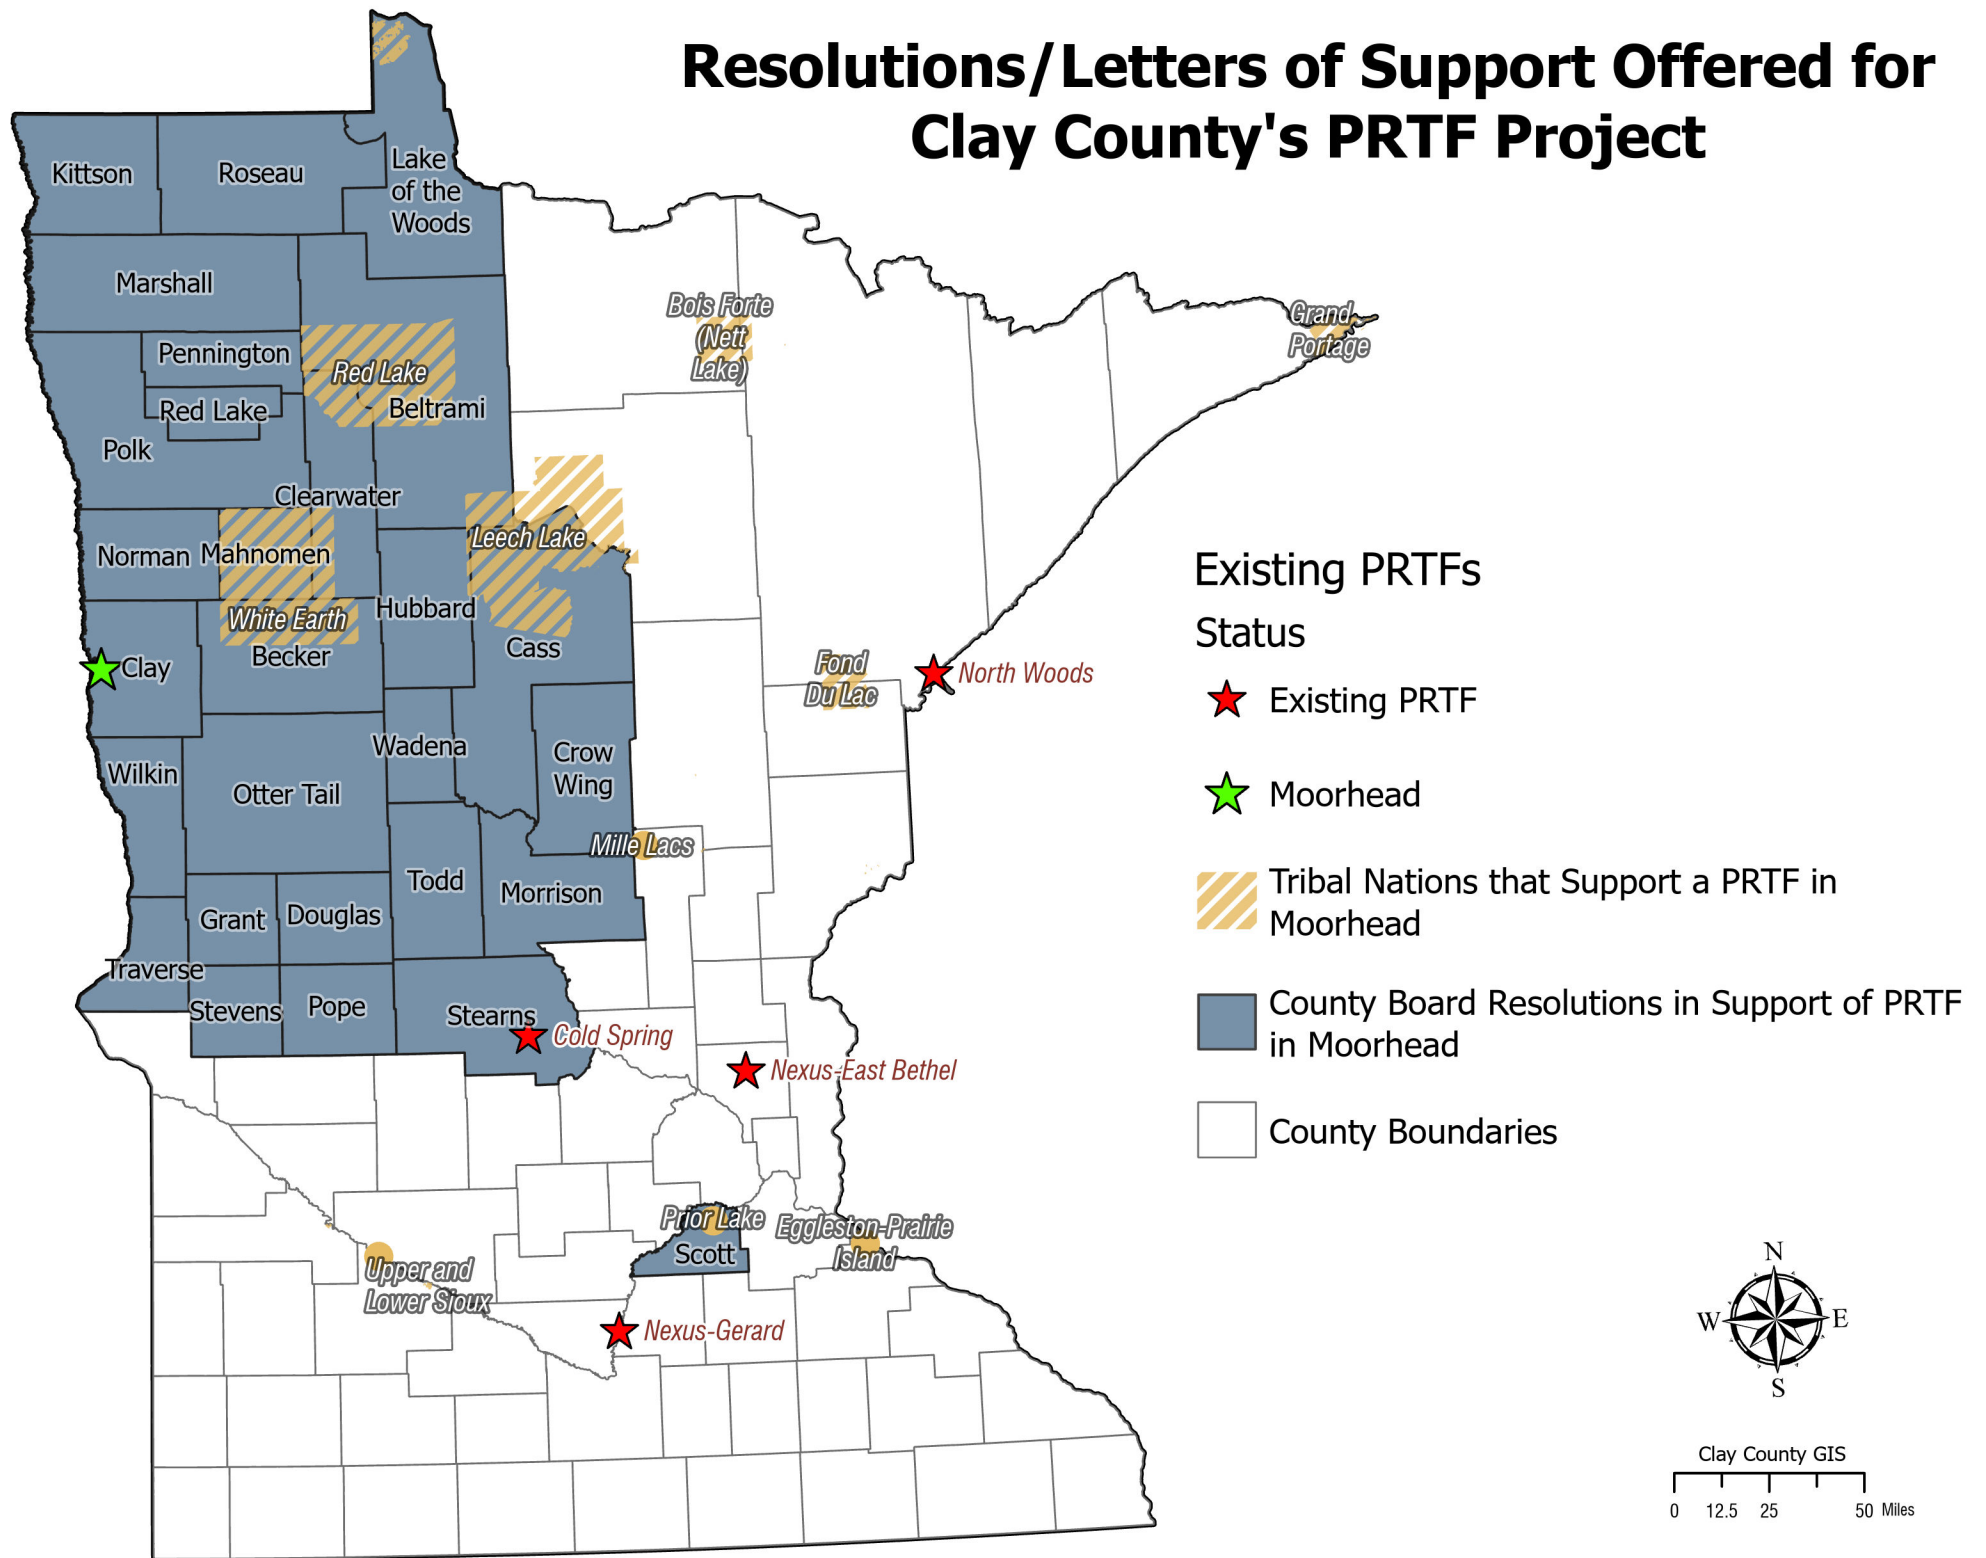 Resolutions/Letters of Support Offered for
Clay County's PRTF Project
Kittson
Roseau
Lake
of the
Woods
Marshall
Pennington
Red Lake
Red Lake
Beltrami
Polk
Clearwater
Bois Forte
(Nett
Lake)
Grand
Portage
Norman
Mahnomen
Leech Lake
White Earth
Hubbard
Cass
Clay
Becker
Fond
Du Lac
North Woods
Wilkin
Otter Tail
Wadena
Crow
Wing
Mille Lacs
Todd
Morrison
Grant
Douglas
Traverse
Stevens
Pope
Stearns
Cold Spring
Nexus-East Bethel
Prior Lake
Scott
Eggleston-Prairie
Island
Upper and
Lower Sioux
Nexus-Gerard
Existing PRTFs
Status
Existing PRTF
Moorhead
Tribal Nations that Support a PRTF in
Moorhead
County Board Resolutions in Support of PRTF
in Moorhead
County Boundaries
N
W
E
S
Clay County GIS
0 12.5 25 50 Miles